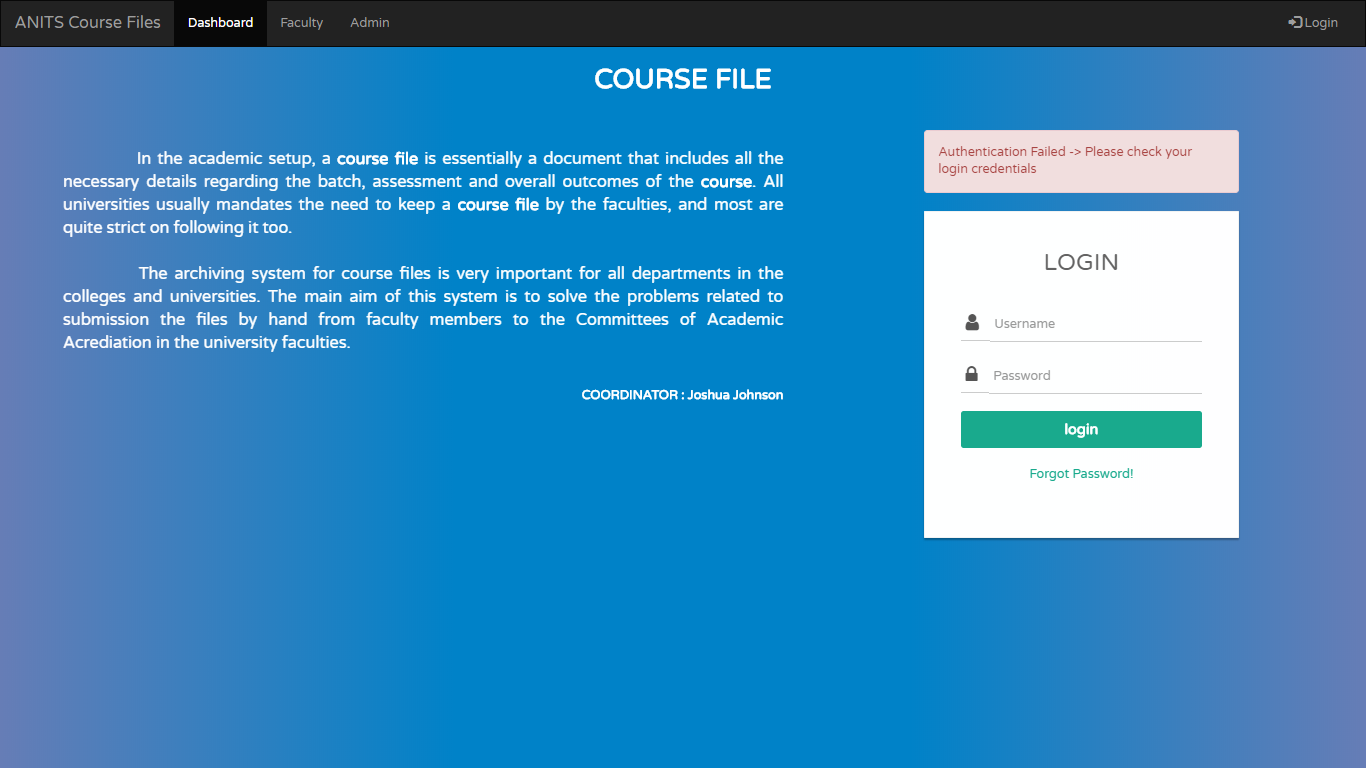 ANITS Course Files Dashboard Faculty Admin Login
COURSE FILE
In the academic setup, a course file is essentially a document that includes all the
necessary details regarding the batch, assessment and overall outcomes of the course. All
universities usually mandates the need to keep a course file by the faculties, and most are
quite strict on following it too.
The archiving system for course files is very important for all departments in the
colleges and universities. The main aim of this system is to solve the problems related to
submission the files by hand from faculty members to the Committees of Academic
Acrediation in the university faculties.
COORDINATOR : Joshua Johnson
Authentication Failed -> Please check your
login credentials
LOGIN
Username
Password
login
Forgot Password!